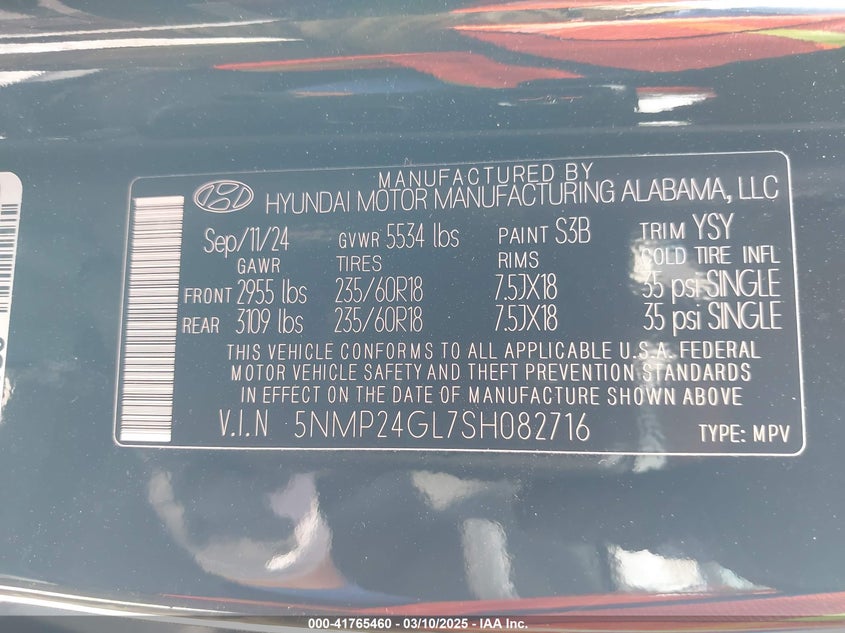 MANUFACTURED BY
HYUNDAI MOTOR MANUFACTURING ALABAMA, LLC
Sep/11/24 GVWR 5534 lbs PAINT S3B TRIM YSY
GAWR TIRES RIMS COLD TIRE INFL
FRONT 2955 lbs 235/60R18 7.5JX18 35 psi SINGLE
REAR 3109 lbs 235/60R18 7.5JX18 35 psi SINGLE
THIS VEHICLE CONFORMS TO ALL APPLICABLE U.S.A. FEDERAL
MOTOR VEHICLE SAFETY AND THEFT PREVENTION STANDARDS
IN EFFECT ON THE DATE OF MANUFACTURE SHOWN ABOVE
V.I.N 5NMP24GL7SH082716 TYPE: MPV
000-41765460 - 03/10/2025 - IAA Inc.